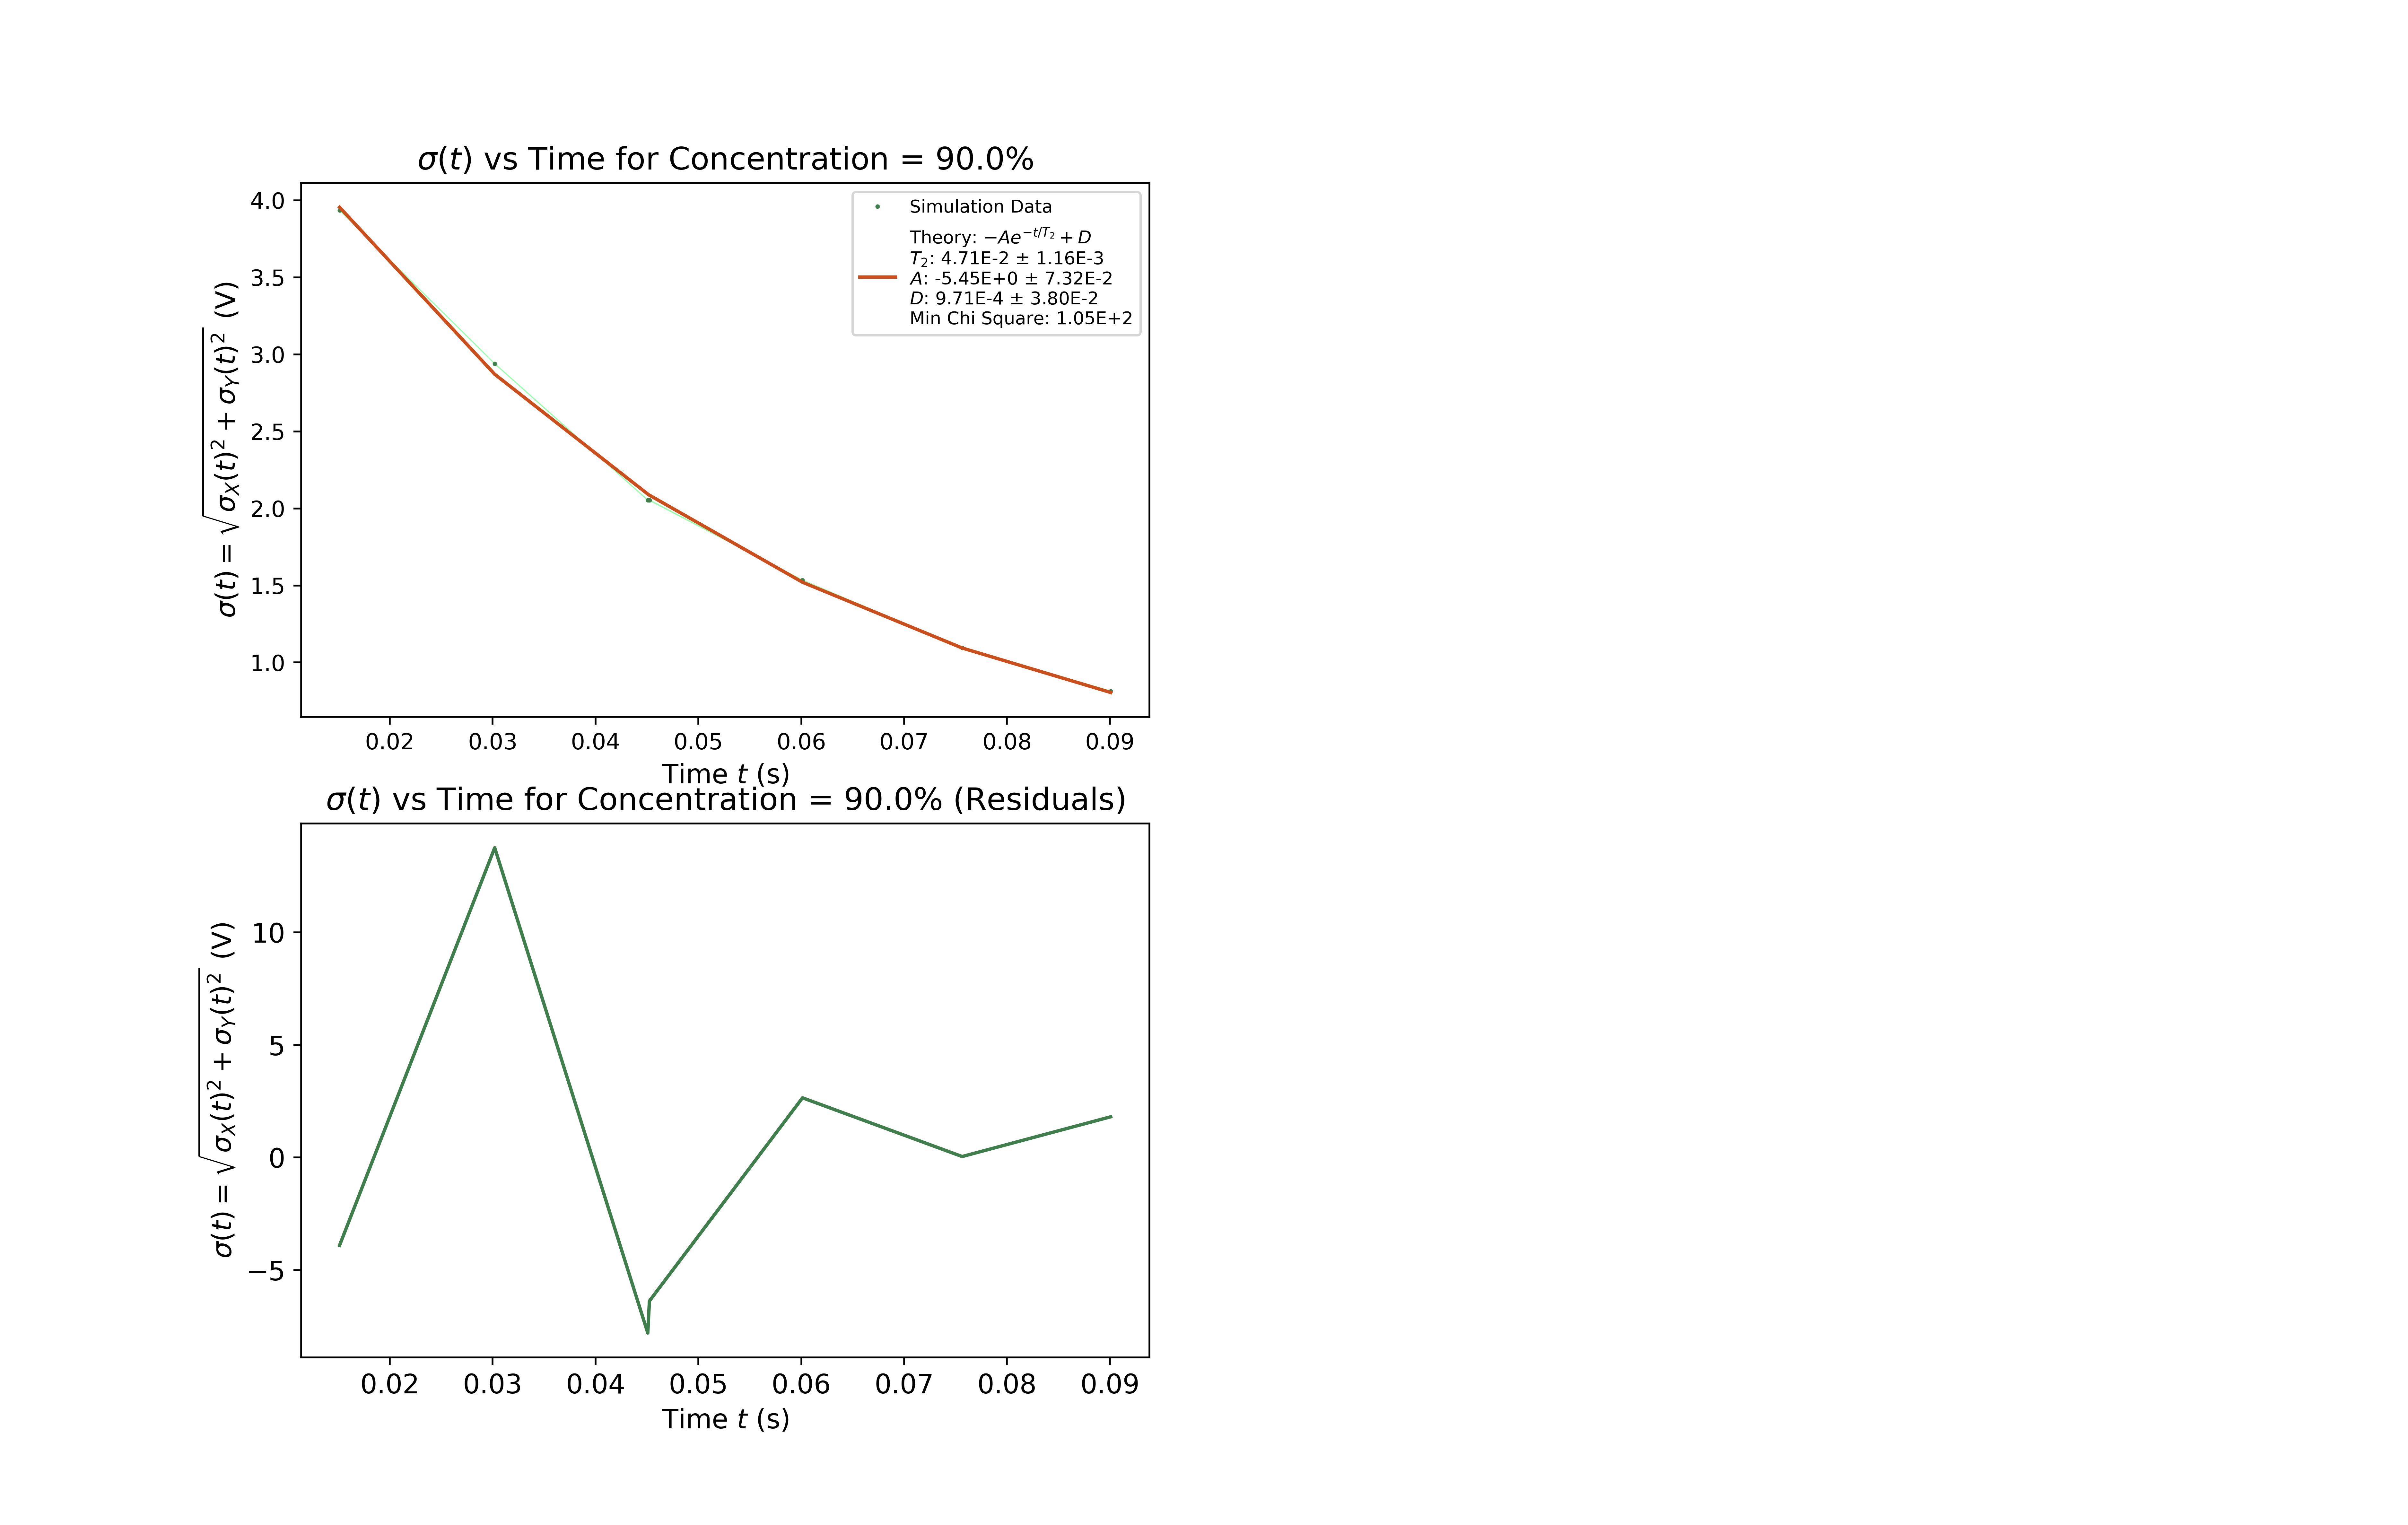 σ(t) vs Time for Concentration = 90.0%
σ(t) = √σ_X(t)² + σ_Y(t)² (V)
4.0
3.5
3.0
2.5
2.0
1.5
1.0
Simulation Data
Theory: −Ae^{−t/T₂} + D
T₂: 4.71E-2 ± 1.16E-3
A: -5.45E+0 ± 7.32E-2
D: 9.71E-4 ± 3.80E-2
Min Chi Square: 1.05E+2
0.02 0.03 0.04 0.05 0.06 0.07 0.08 0.09
Time t (s)
σ(t) vs Time for Concentration = 90.0% (Residuals)
σ(t) = √σ_X(t)² + σ_Y(t)² (V)
10
5
0
−5
0.02 0.03 0.04 0.05 0.06 0.07 0.08 0.09
Time t (s)